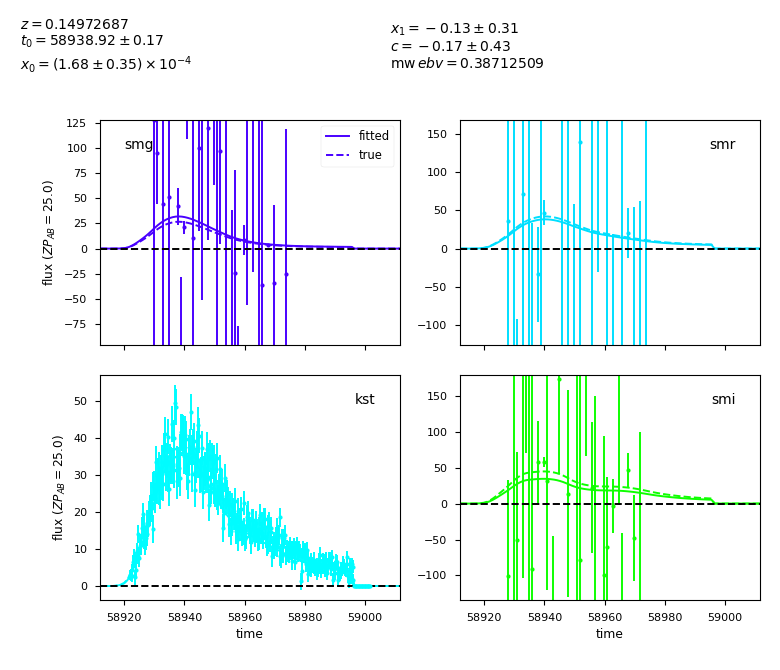 z = 0.14972687
t₀ = 58938.92 ± 0.17
x₀ = (1.68 ± 0.35) × 10⁻⁴
x₁ = −0.13 ± 0.31
c = −0.17 ± 0.43
mw ebv = 0.38712509
125
100
75
50
25
0
−25
−50
−75
flux (ZP_AB = 25.0)
smg
fitted
true
150
100
50
0
−50
−100
smr
50
40
30
20
10
0
flux (ZP_AB = 25.0)
kst
58920
58940
58960
58980
59000
time
150
100
50
0
−50
−100
smi
58920
58940
58960
58980
59000
time